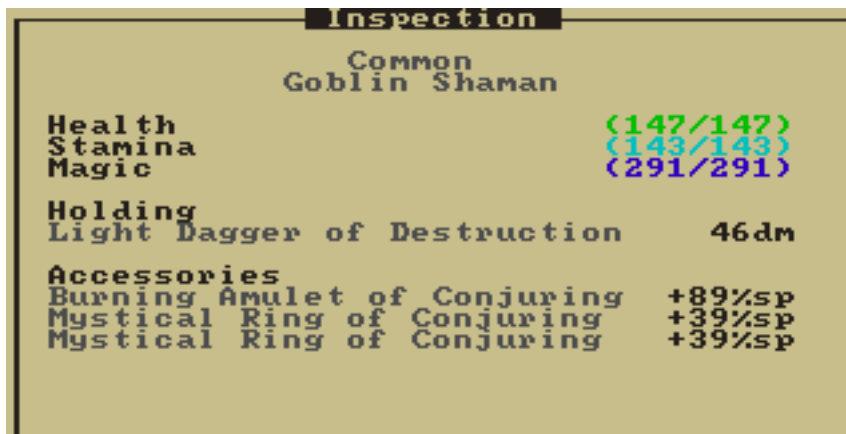 Inspection
Common
Goblin Shaman
Health (147/147)
Stamina (143/143)
Magic (291/291)
Holding
Light Dagger of Destruction 46dm
Accessories
Burning Amulet of Conjuring +89%sp
Mystical Ring of Conjuring +39%sp
Mystical Ring of Conjuring +39%sp